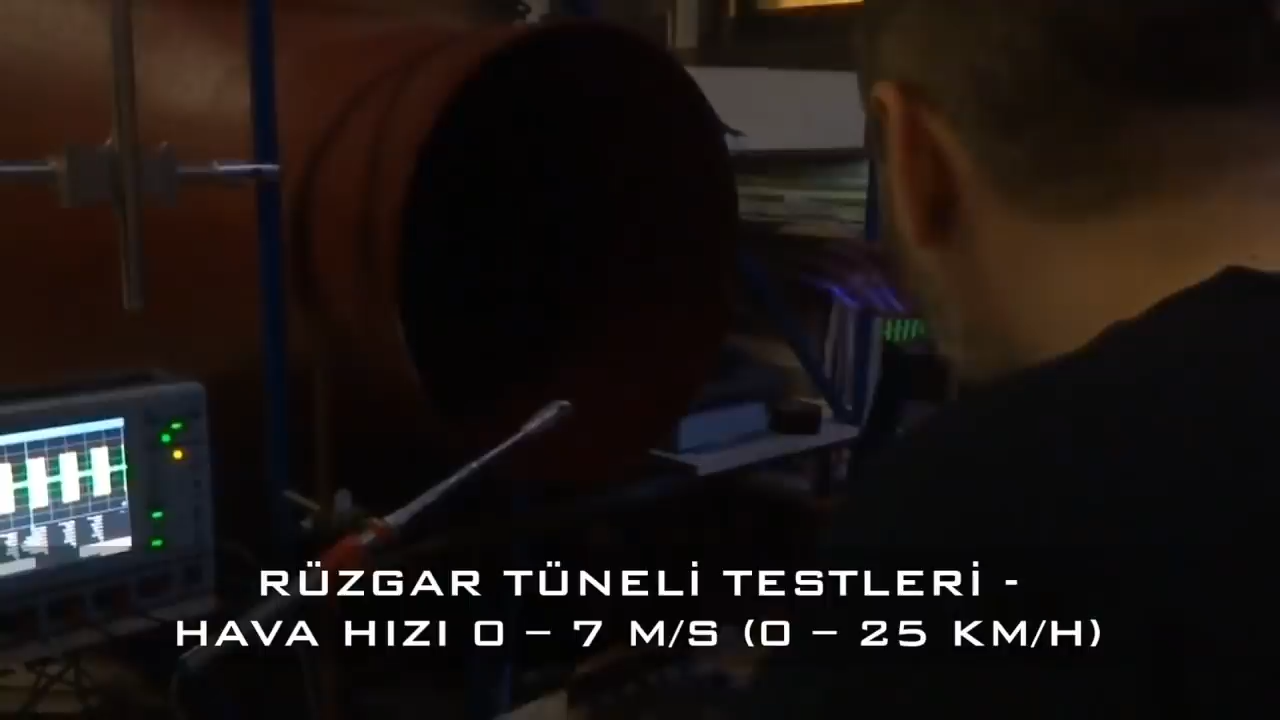 RÜZGAR TÜNELİ TESTLERİ -
HAVA HIZI 0 – 7 M/S (0 – 25 KM/H)